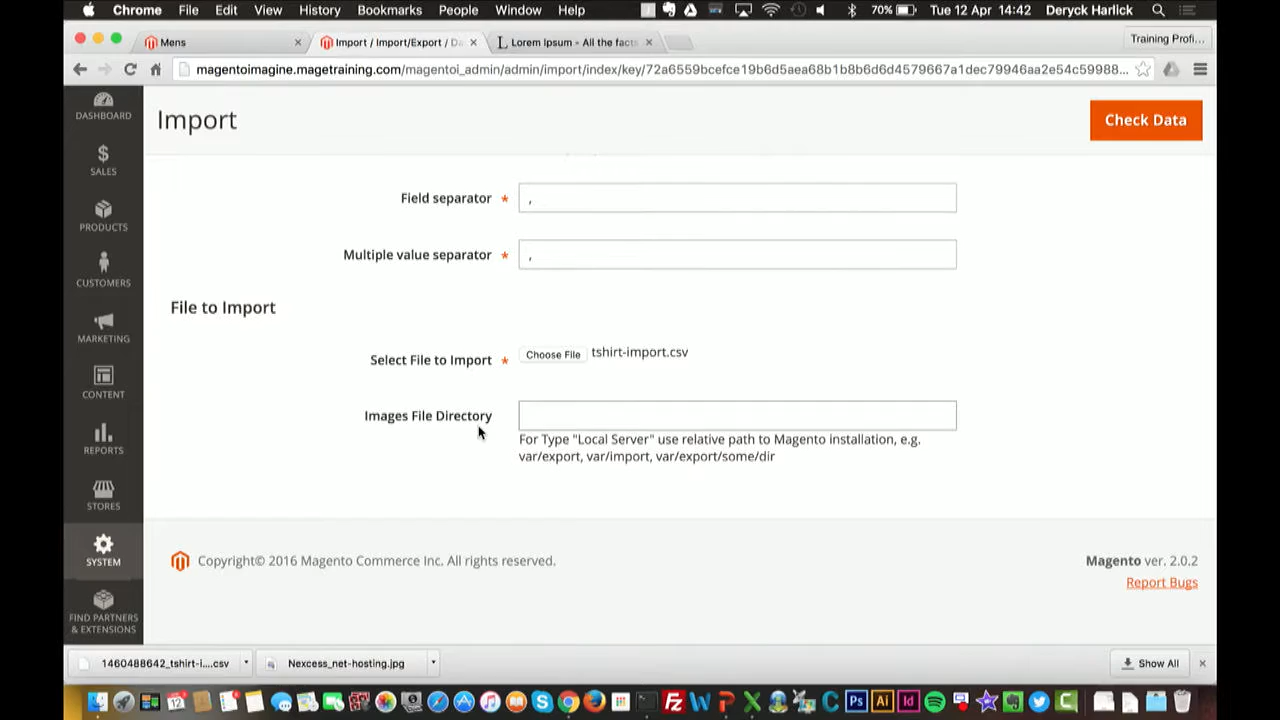 Chrome File Edit View History Bookmarks People Window Help 70% Tue 12 Apr 14:42 Deryck Harlick
Mens Import / Import/Export / Da Lorem Ipsum - All the facts Training Profi...
magentoimagine.magetraining.com/magentoi_admin/admin/import/index/key/72a6559bcefce19b6d5aea68b1b8b6d6d4579667a1dec79946aa2e54c59988...
DASHBOARD
Import
Check Data
SALES
Field separator * ,
PRODUCTS
Multiple value separator * ,
CUSTOMERS
File to Import
MARKETING
Select File to Import * Choose File tshirt-import.csv
CONTENT
Images File Directory
For Type "Local Server" use relative path to Magento installation, e.g.
var/export, var/import, var/export/some/dir
REPORTS
STORES
SYSTEM
Copyright© 2016 Magento Commerce Inc. All rights reserved.
Magento ver. 2.0.2
Report Bugs
FIND PARTNERS
& EXTENSIONS
1460488642_tshirt-i....csv Nexcess_net-hosting.jpg Show All